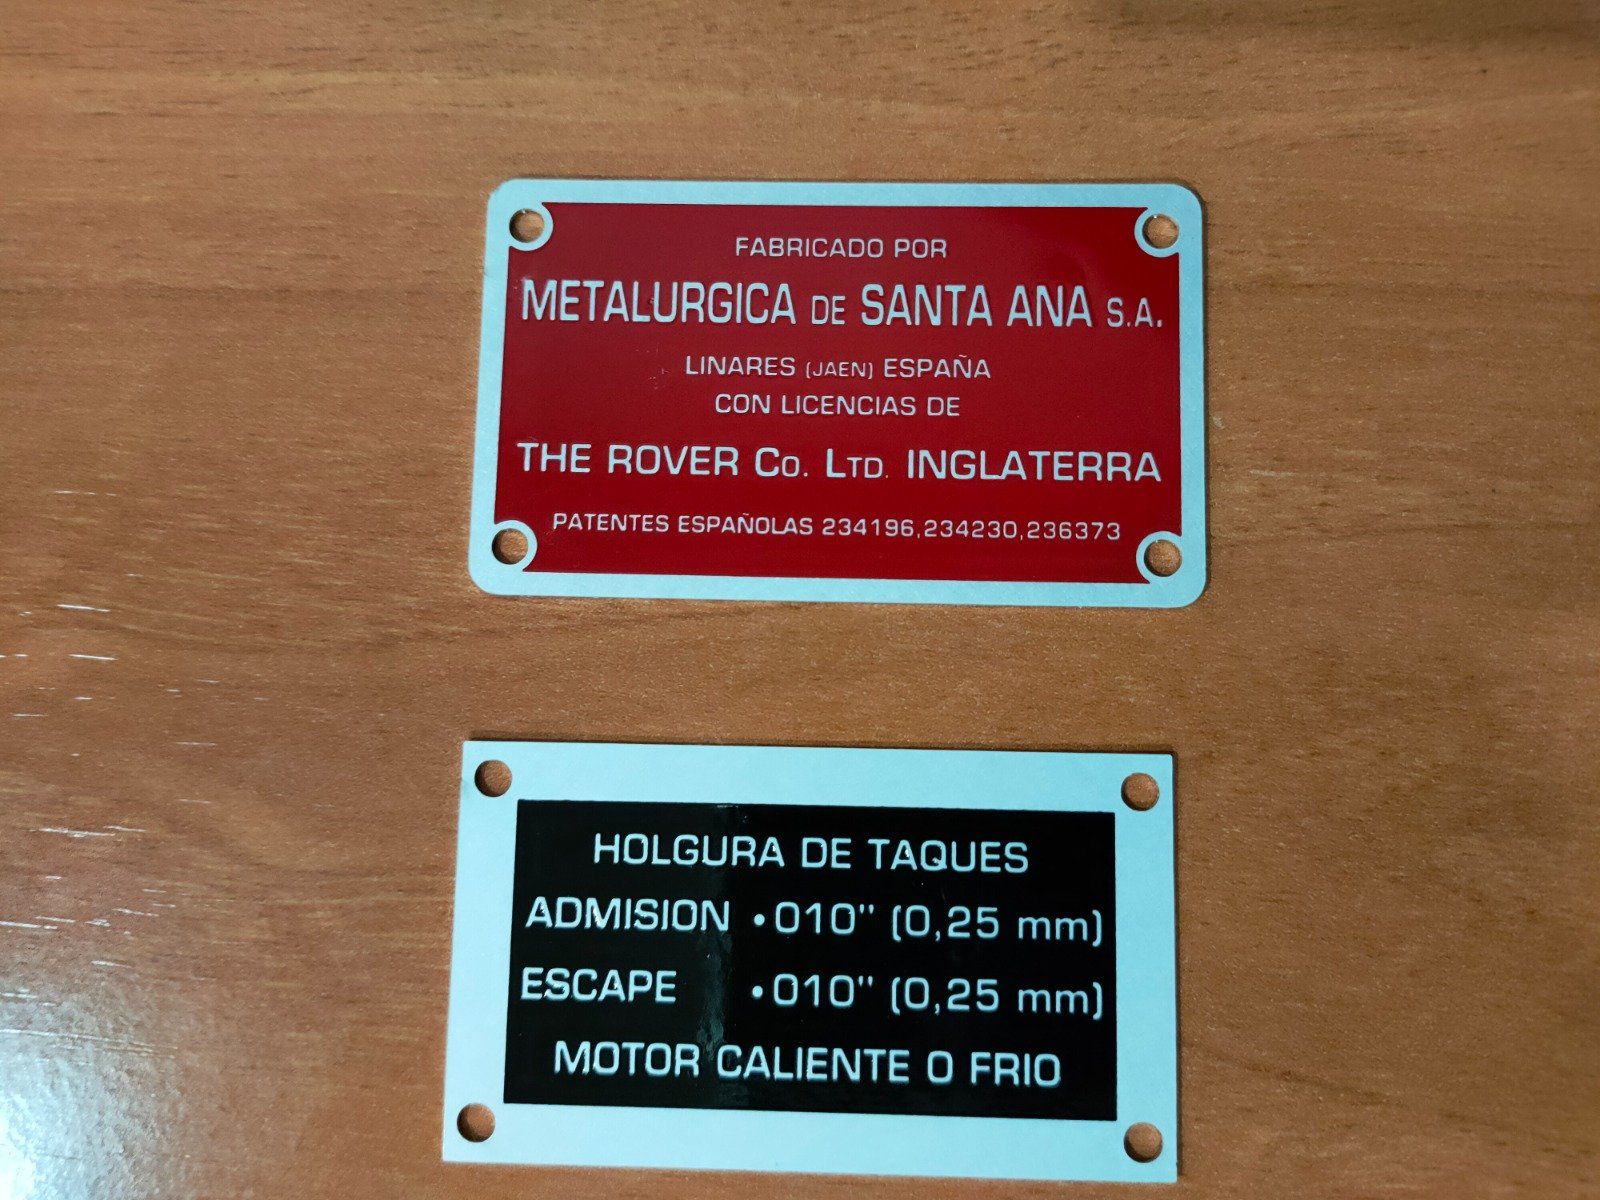 FABRICADO POR
METALURGICA DE SANTA ANA S.A.
LINARES (JAEN) ESPAÑA
CON LICENCIAS DE
THE ROVER Co. LTD. INGLATERRA
PATENTES ESPAÑOLAS 234196,234230,236373
HOLGURA DE TAQUES
ADMISION .010" (0,25 mm)
ESCAPE .010" (0,25 mm)
MOTOR CALIENTE O FRIO